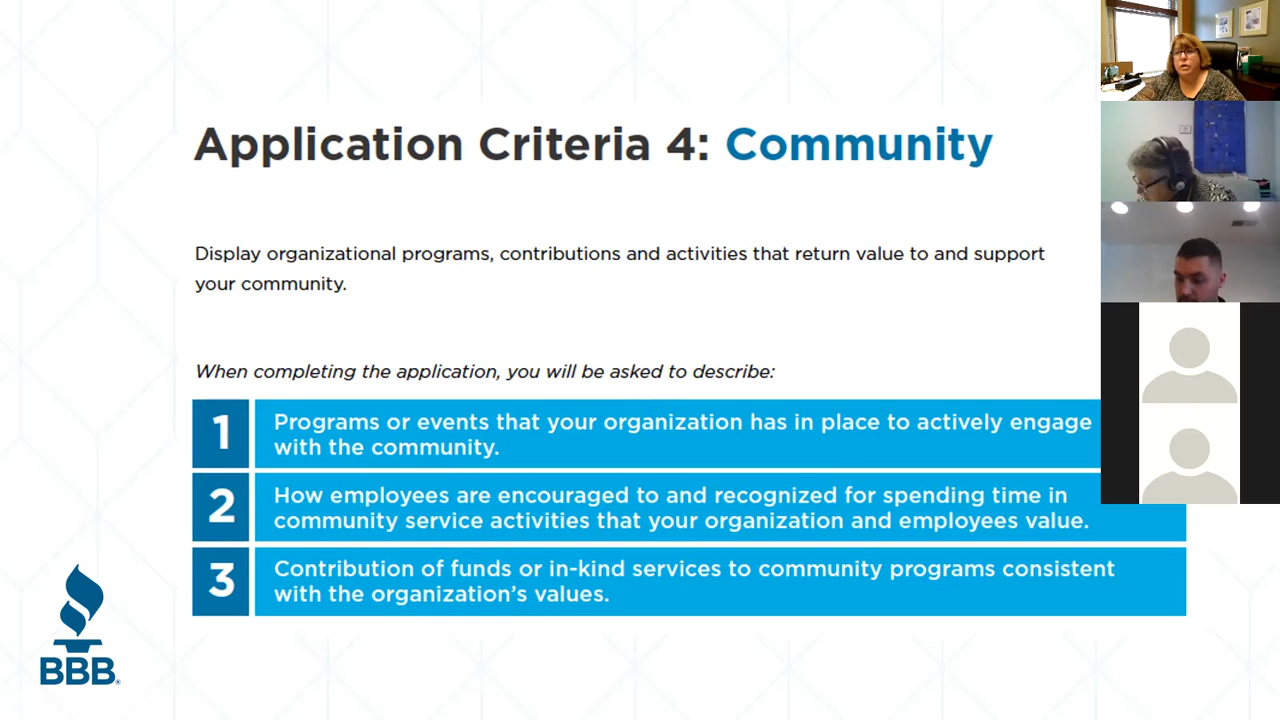 Application Criteria 4: Community
Display organizational programs, contributions and activities that return value to and support
your community.
When completing the application, you will be asked to describe:
1
Programs or events that your organization has in place to actively engage
with the community.
2
How employees are encouraged to and recognized for spending time in
community service activities that your organization and employees value.
3
Contribution of funds or in-kind services to community programs consistent
with the organization's values.
BBB®